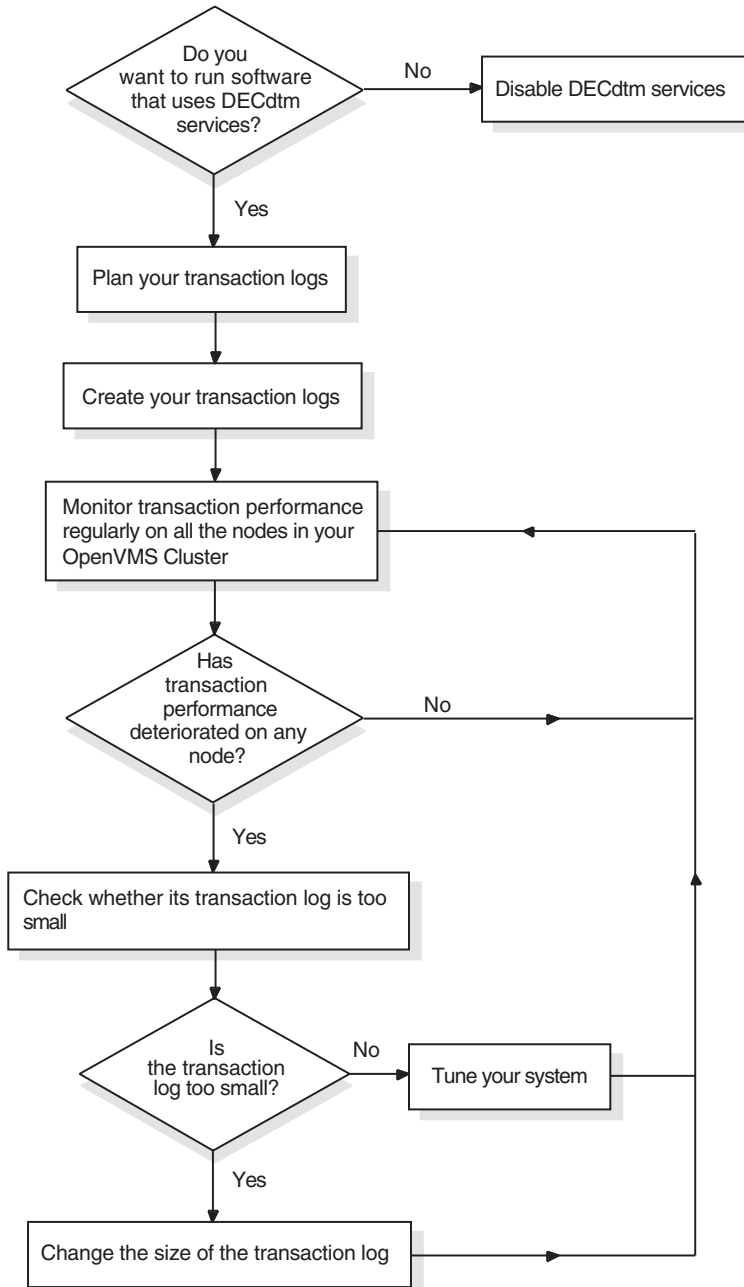 Do you
want to run software
that uses DECdtm
services?
No
Disable DECdtm services
Yes
Plan your transaction logs
Create your transaction logs
Monitor transaction performance
regularly on all the nodes in your
OpenVMS Cluster
Has
transaction
performance
deteriorated on any
node?
No
Yes
Check whether its transaction log is too
small
Is
the transaction
log too small?
No
Tune your system
Yes
Change the size of the transaction log